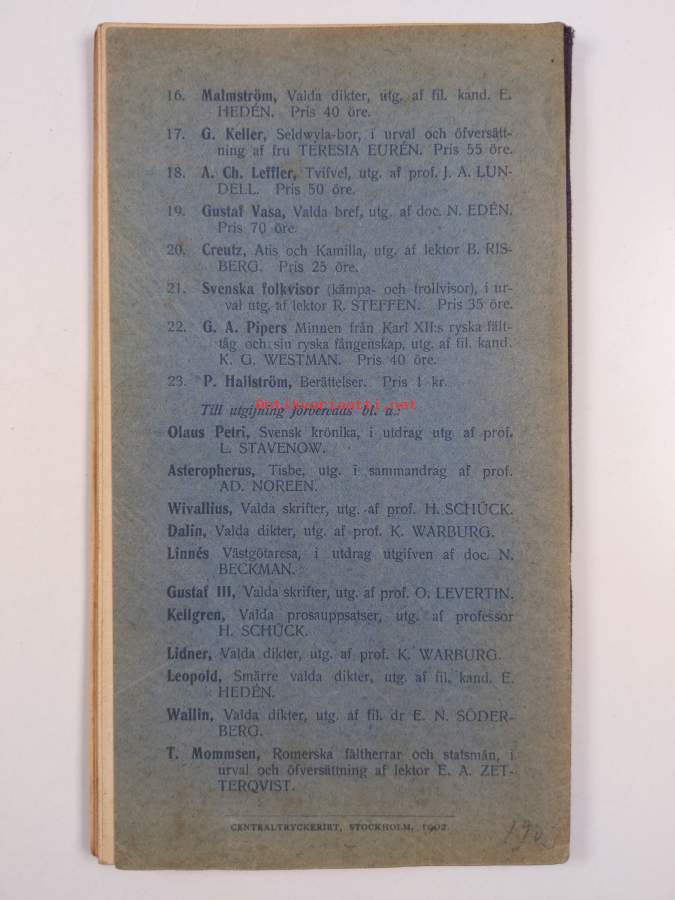 16. Malmström, Valda dikter, utg. af fil. kand. E.
HEDÉN. Pris 40 öre.
17. G. Keller, Seldwyla-bor, i urval och öfversätt-
ning af fru TERESIA EURÉN. Pris 55 öre.
18. A. Ch. Leffler, Tvifvel, utg. af prof. J. A. LUN-
DELL. Pris 50 öre.
19. Gustaf Vasa, Valda bref, utg. af doc. N. EDÉN.
Pris 70 öre.
20. Creutz, Atis och Kamilla, utg. af lektor B. RIS-
BERG. Pris 25 öre.
21. Svenska folkvisor (kämpa- och trollvisor), i ur-
val utg. af lektor R. STEFFEN. Pris 35 öre.
22. G. A. Pipers Minnen från Karl XII:s ryska fält-
tåg och sin ryska fångenskap, utg. af fil. kand.
K. G. WESTMAN. Pris 40 öre.
23. P. Hallström, Berättelser. Pris 1 kr.
Antikvariaatti.net
Till utgifning förberedas bl. a.:
Olaus Petri, Svensk krönika, i utdrag utg af prof.
L. STAVENOW.
Asteropherus, Tisbe, utg. i sammandrag af prof.
AD. NOREEN.
Wivallius, Valda skrifter, utg. af prof. H. SCHÜCK.
Dalin, Valda dikter, utg. af prof. K. WARBURG.
Linnés Västgötaresa, i utdrag utgifven af doc. N.
BECKMAN.
Gustaf III, Valda skrifter, utg. af prof. O. LEVERTIN.
Kellgren, Valda prosauppsatser, utg. af professor
H. SCHÜCK.
Lidner, Valda dikter, utg. af prof. K. WARBURG.
Leopold, Smärre valda dikter, utg. af fil. kand. E.
HEDÉN.
Wallin, Valda dikter, utg. af fil. dr E. N. SÖDER-
BERG.
T. Mommsen, Romerska fältherrar och statsmän, i
urval och öfversättning af lektor E. A. ZET-
TERQVIST.
CENTRALTRYCKERIET, STOCKHOLM, 1902